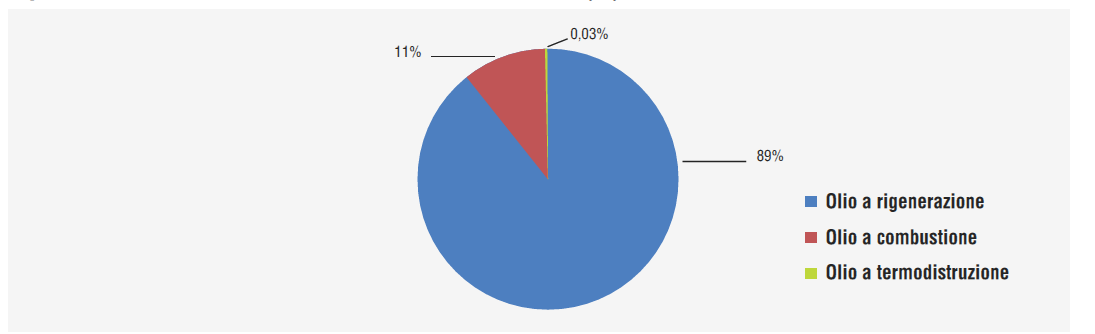 0,03%
11%
89%
Olio a rigenerazione
Olio a combustione
Olio a termodistruzione